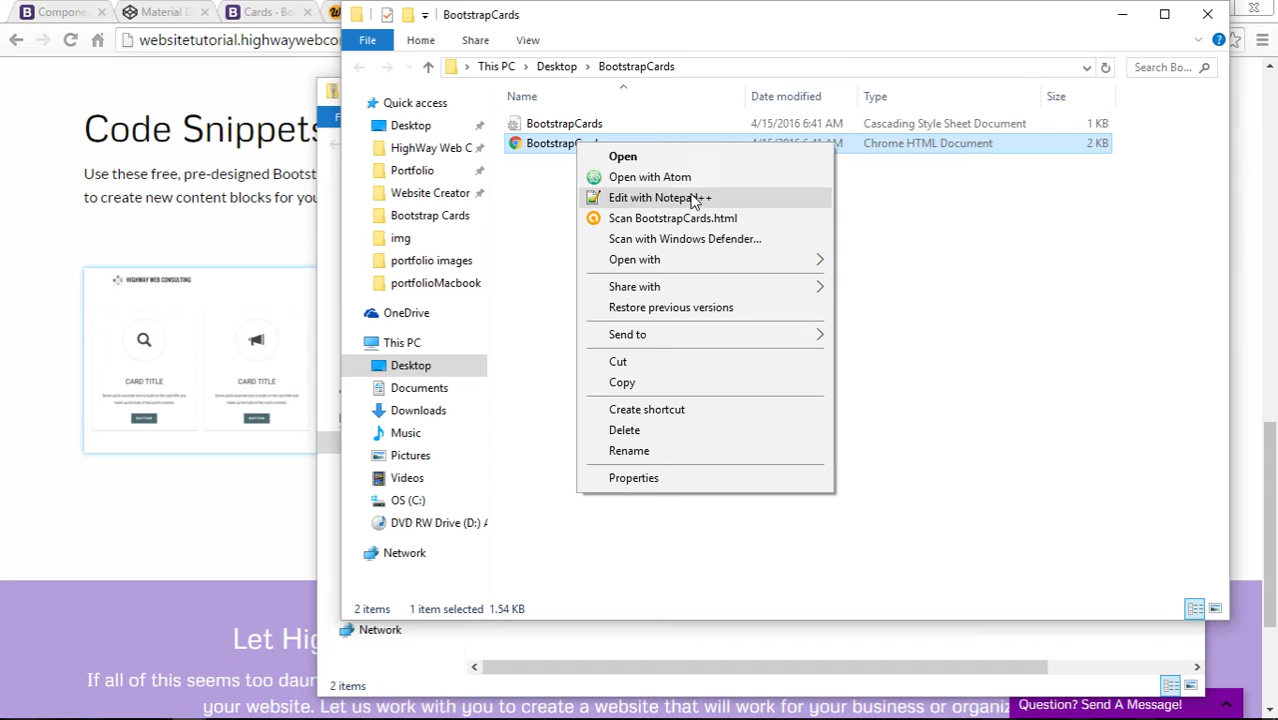 Compone
Material D
Cards - Bo
BootstrapCards
websitetutorial.highwaywebco
File
Home
Share
View
This PC
Desktop
BootstrapCards
Search Bo...
Code Snippets
Use these free, pre-designed Bootst
to create new content blocks for you
HIGHWAY WEB CONSULTING
CARD TITLE
CARD TITLE
BUTTON
BUTTON
Quick access
Desktop
HighWay Web C
Portfolio
Website Creator
Bootstrap Cards
img
portfolio images
portfolioMacbook
OneDrive
This PC
Desktop
Documents
Downloads
Music
Pictures
Videos
OS (C:)
DVD RW Drive (D:) A
Network
Name
Date modified
Type
Size
BootstrapCards
4/15/2016 6:41 AM
Cascading Style Sheet Document
1 KB
Chrome HTML Document
2 KB
Open
Open with Atom
Edit with Notepad++
Scan BootstrapCards.html
Scan with Windows Defender...
Open with
Share with
Restore previous versions
Send to
Cut
Copy
Create shortcut
Delete
Rename
Properties
2 items
1 item selected 1.54 KB
Network
2 items
Let Hig
If all of this seems too daun
your website. Let us work with you to create a website that will work for your business or organiz
Question? Send A Message!